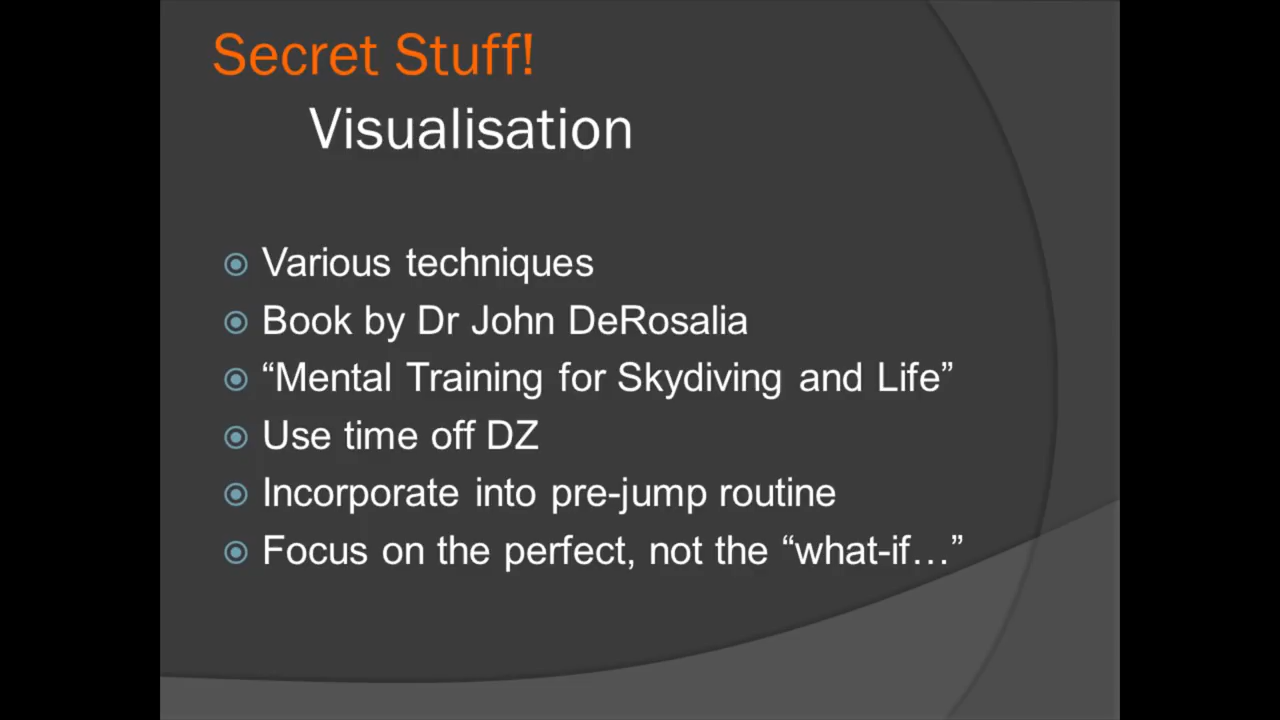 Secret Stuff!
Visualisation
Various techniques
Book by Dr John DeRosalia
“Mental Training for Skydiving and Life”
Use time off DZ
Incorporate into pre-jump routine
Focus on the perfect, not the “what-if…”